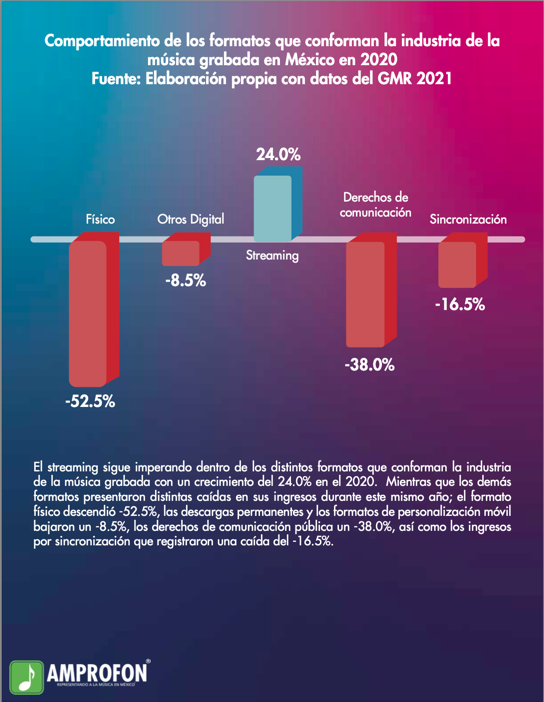 Comportamiento de los formatos que conforman la industria de la
música grabada en México en 2020
Fuente: Elaboración propia con datos del GMR 2021
24.0%
Físico
Otros Digital
Derechos de
comunicación
Sincronización
Streaming
-8.5%
-16.5%
-38.0%
-52.5%
El streaming sigue imperando dentro de los distintos formatos que conforman la industria
de la música grabada con un crecimiento del 24.0% en el 2020. Mientras que los demás
formatos presentaron distintas caídas en sus ingresos durante este mismo año; el formato
físico descendió -52.5%, las descargas permanentes y los formatos de personalización móvil
bajaron un -8.5%, los derechos de comunicación pública un -38.0%, así como los ingresos
por sincronización que registraron una caída del -16.5%.
AMPROFON®
REPRESENTANDO A LA MÚSICA EN MÉXICO